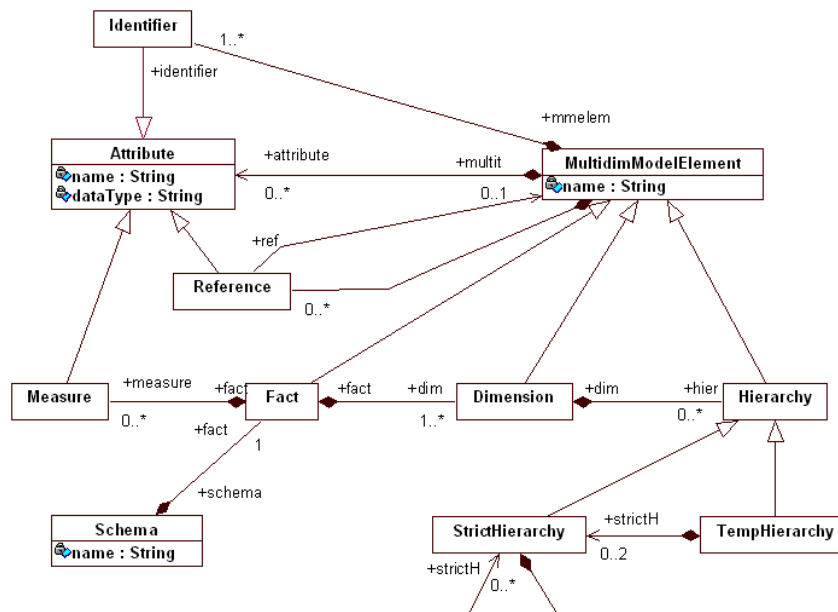 Identifier
1..*
+identifier
+mmelem
Attribute
name : String
dataType : String
+attribute
0..*
+multit
0..1
MultidimModelElement
name : String
+ref
Reference
0..*
Measure
+measure
0..*
+fact
Fact
+fact
+dim
1..*
Dimension
+dim
+hier
0..*
Hierarchy
+fact
1
+schema
Schema
name : String
StrictHierarchy
+strictH
0..2
TempHierarchy
+strictH
0..*